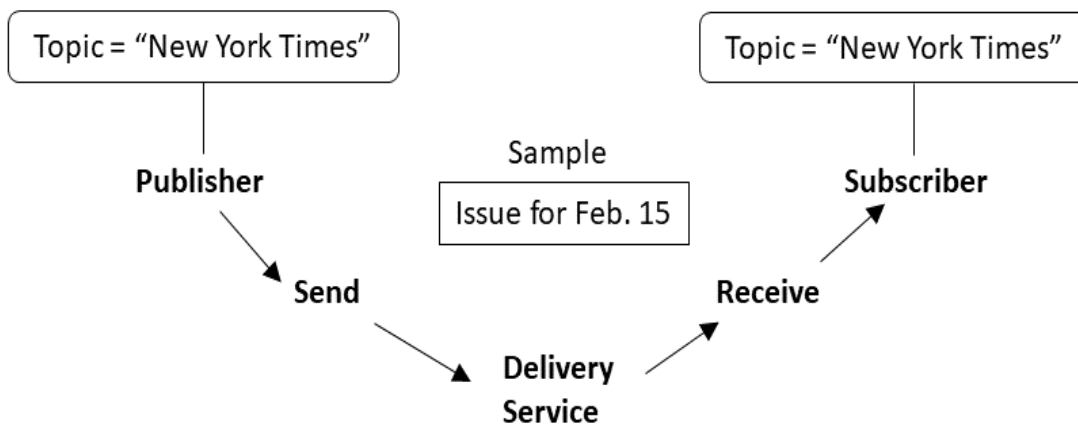 Topic = “New York Times”
Topic = “New York Times”
Publisher
Sample
Subscriber
Issue for Feb. 15
Send
Receive
Delivery
Service